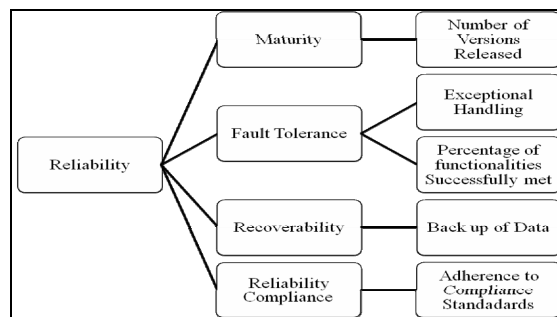 Reliability
Maturity
Number of
Versions
Released
Fault Tolerance
Exceptional
Handling
Percentage of
functionalities
Successfully met
Recoverability
Back up of Data
Reliability
Compliance
Adherence to
Compliance
Standadards